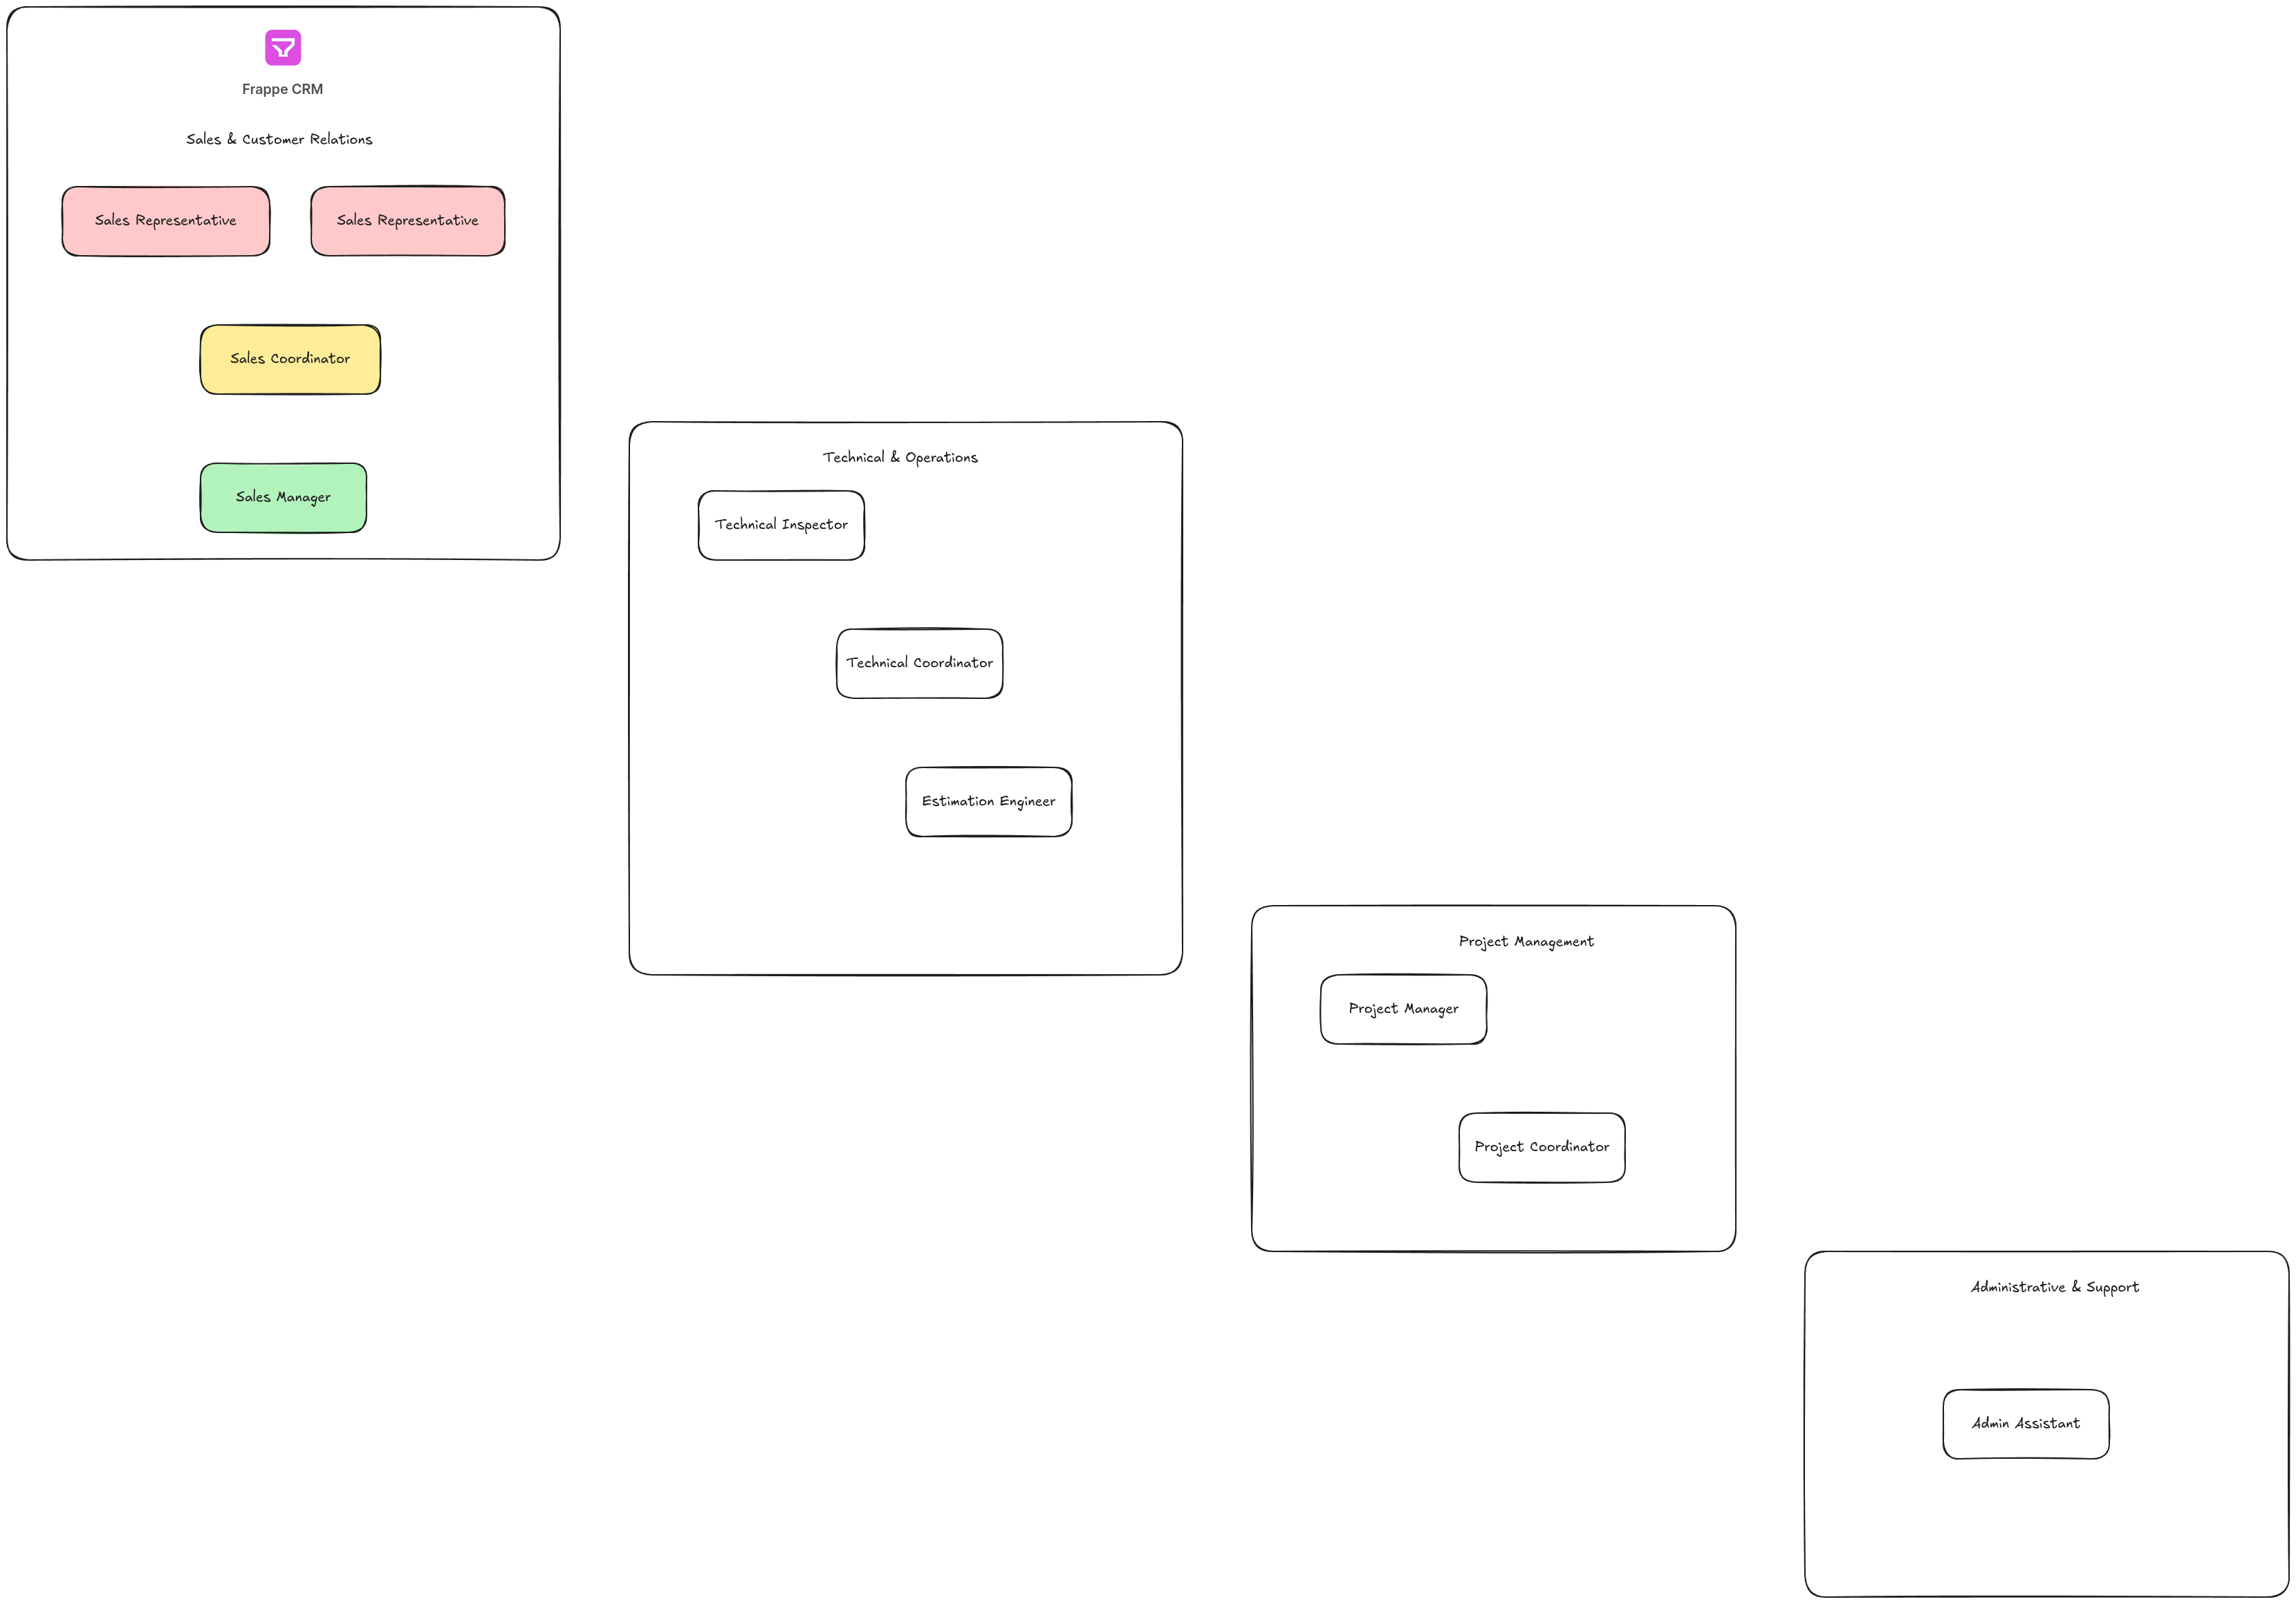 Frappe CRM
Sales & Customer Relations
Sales Representative
Sales Representative
Sales Coordinator
Sales Manager
Technical & Operations
Technical Inspector
Technical Coordinator
Estimation Engineer
Project Management
Project Manager
Project Coordinator
Administrative & Support
Admin Assistant